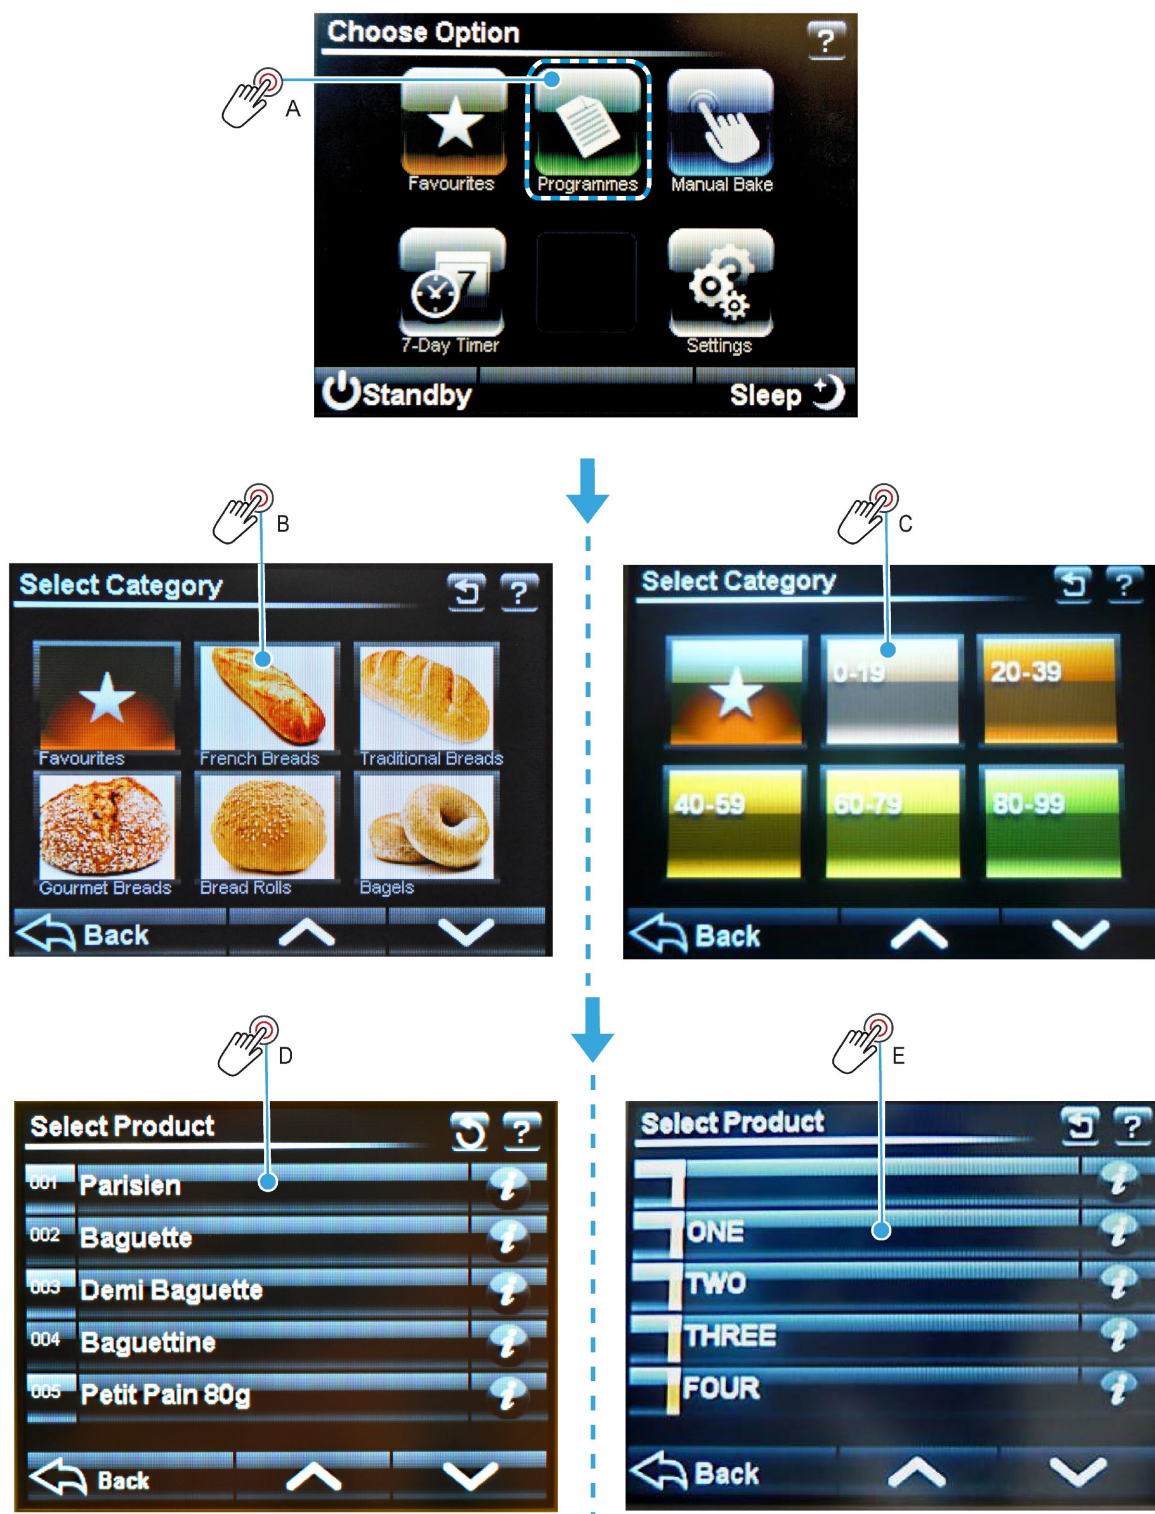 Choose Option
?
A
Favourites
Programmes
Manual Bake
7
7-Day Timer
Settings
Standby
Sleep
B
C
Select Category
?
Favourites
French Breads
Traditional Breads
Gourmet Breads
Bread Rolls
Bagels
Back
Select Category
?
0-19
20-39
40-59
60-79
80-99
Back
D
E
Select Product
?
001 Parisien i
002 Baguette i
003 Demi Baguette i
004 Baguettine i
005 Petit Pain 80g i
Back
Select Product
?
i
ONE i
TWO i
THREE i
FOUR i
Back